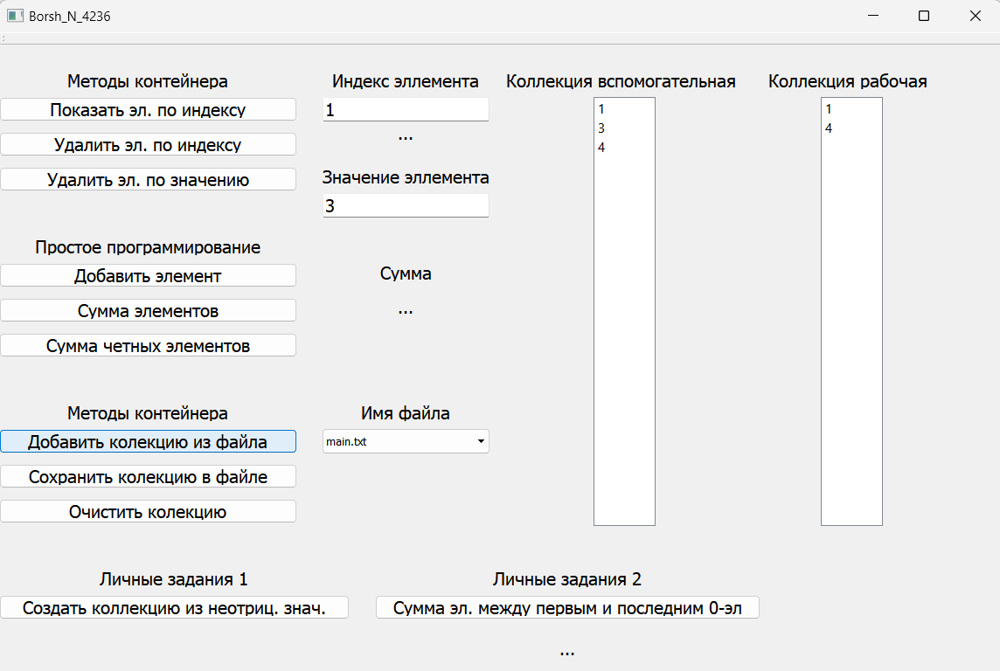 Borsh_N_4236
Методы контейнера
Показать эл. по индексу
Удалить эл. по индексу
Удалить эл. по значению
Индекс эллемента
1
...
Значение эллемента
3
Коллекция вспомогательная
1
3
4
Коллекция рабочая
1
4
Простое программирование
Добавить элемент
Сумма элементов
Сумма четных элементов
Сумма
...
Методы контейнера
Добавить колекцию из файла
Сохранить колекцию в файле
Очистить колекцию
Имя файла
main.txt
Личные задания 1
Создать коллекцию из неотриц. знач.
Личные задания 2
Сумма эл. между первым и последним 0-эл
...